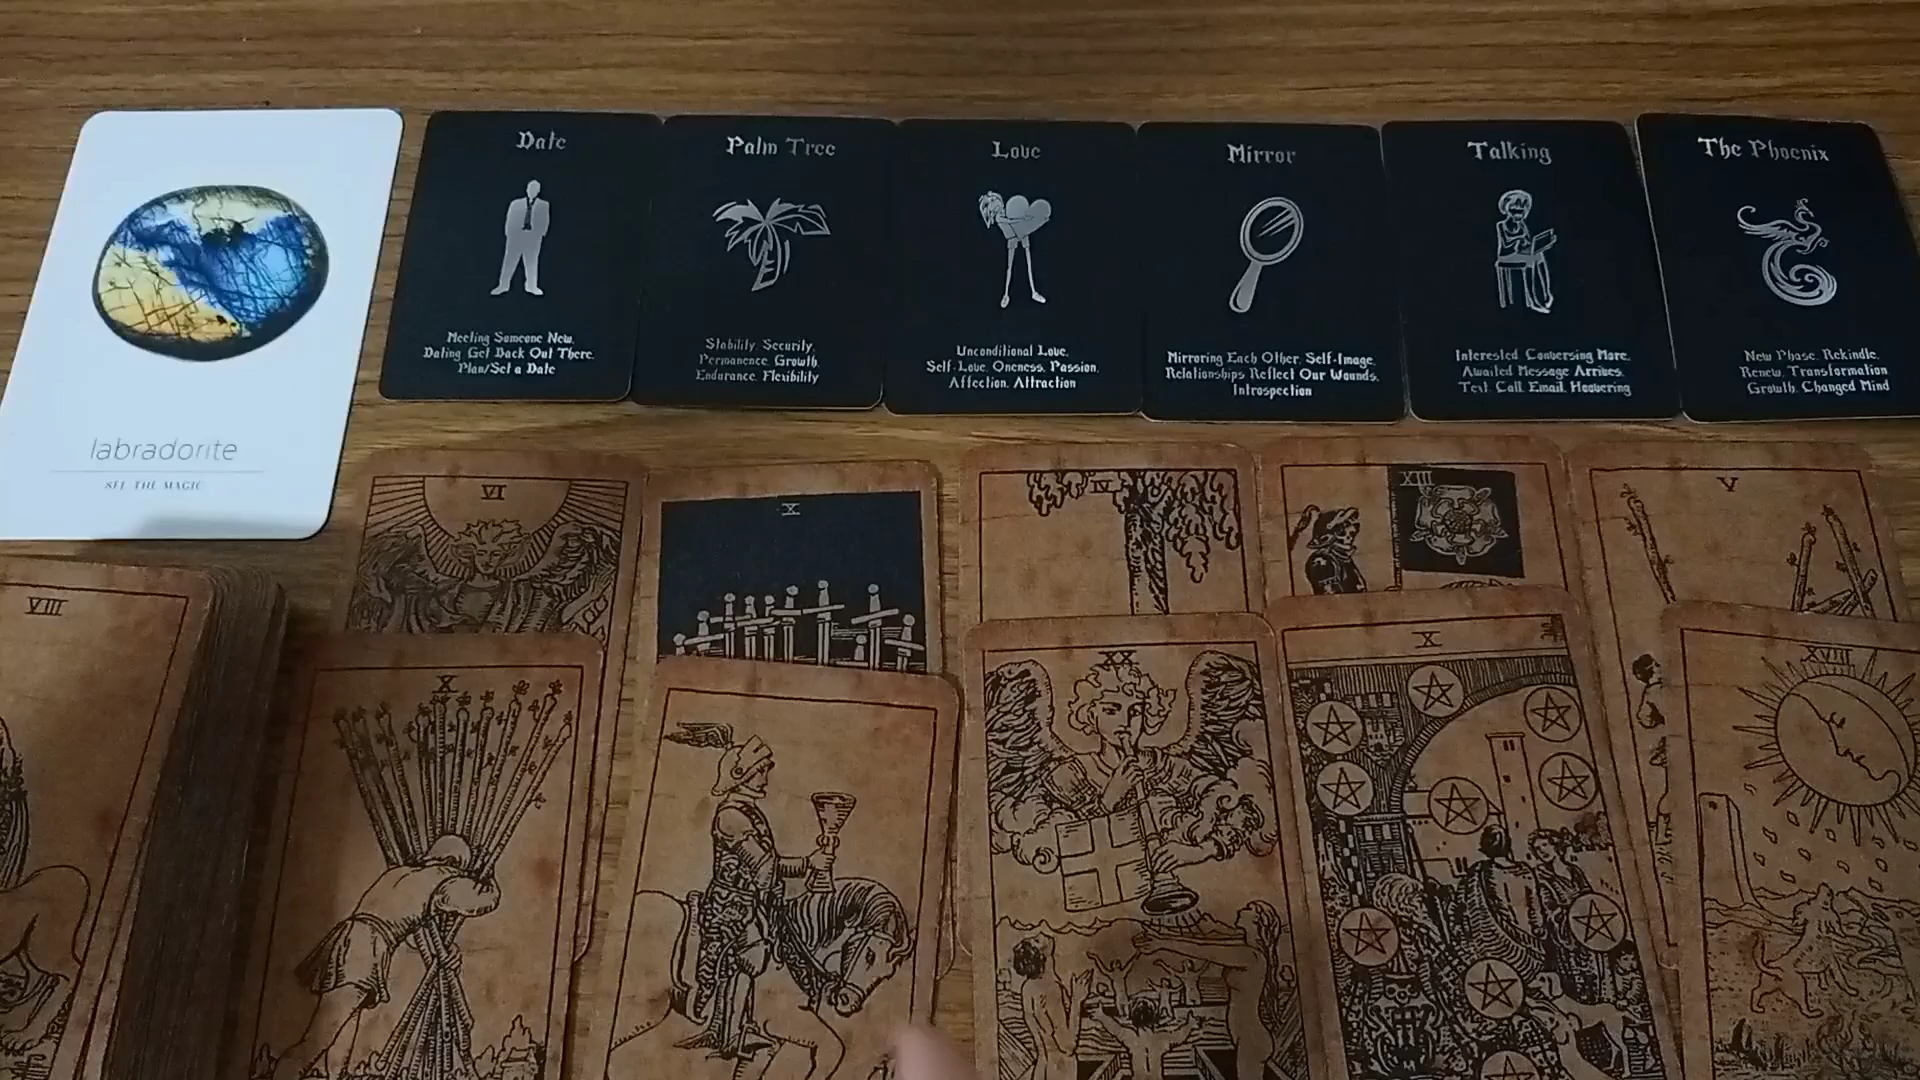 labradorite
SEE THE MAGIC
Date
Meeting Someone New,
Dating Get Back Out There,
Plan/Set a Date
Palm Tree
Stability, Security,
Permanence, Growth,
Endurance, Flexibility
Love
Unconditional Love,
Self-Love, Oneness, Passion,
Affection, Attraction
Mirror
Mirroring Each Other, Self-Image,
Relationships Reflect Our Wounds,
Introspection
Talking
Interested, Conversing More,
Awaited Message Arrives,
Text, Call, Email, Hoovering
The Phoenix
New Phase, Rekindle,
Renew, Transformation
Growth, Changed Mind
VI
X
IV
XIII
V
VIII
X
XX
X
XVIII